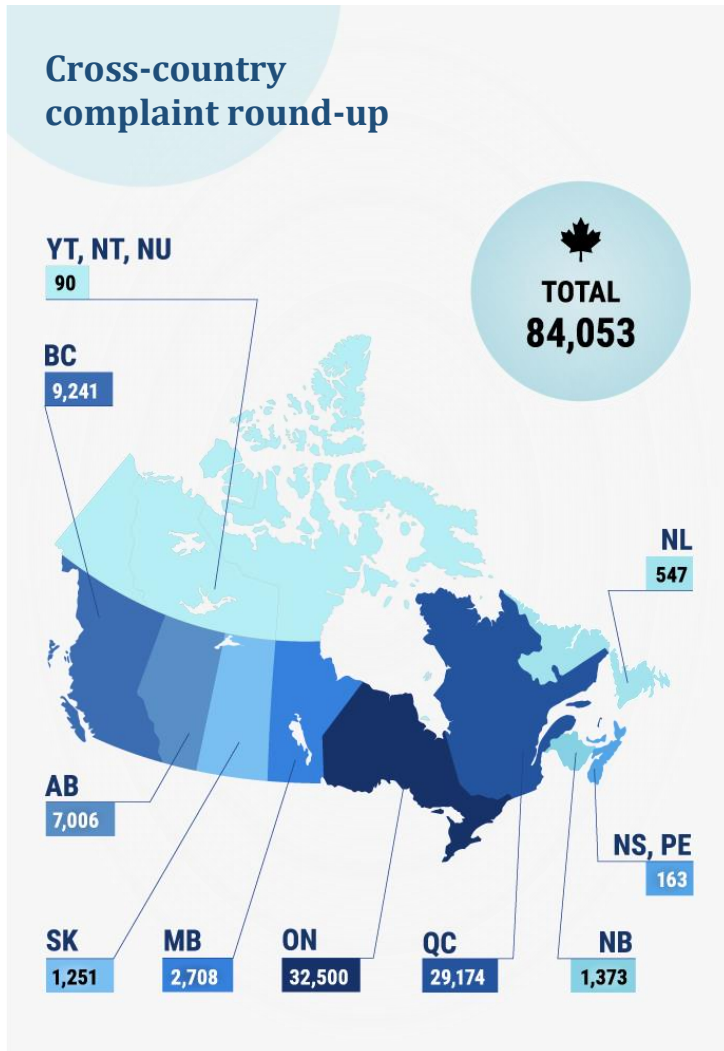 Cross-country
complaint round-up
TOTAL
84,053
YT, NT, NU
90
BC
9,241
NL
547
AB
7,006
NS, PE
163
SK
1,251
MB
2,708
ON
32,500
QC
29,174
NB
1,373